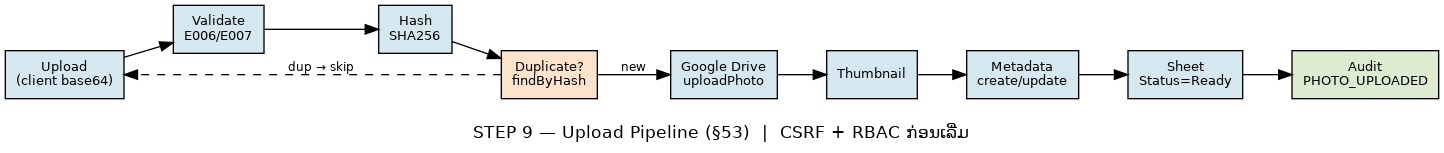 Upload
(client base64)
Validate
E006/E007
Hash
SHA256
Duplicate?
findByHash
dup → skip
new
Google Drive
uploadPhoto
Thumbnail
Metadata
create/update
Sheet
Status=Ready
Audit
PHOTO_UPLOADED
STEP 9 — Upload Pipeline (§53) | CSRF + RBAC ກ່ອນເລີ່ມ